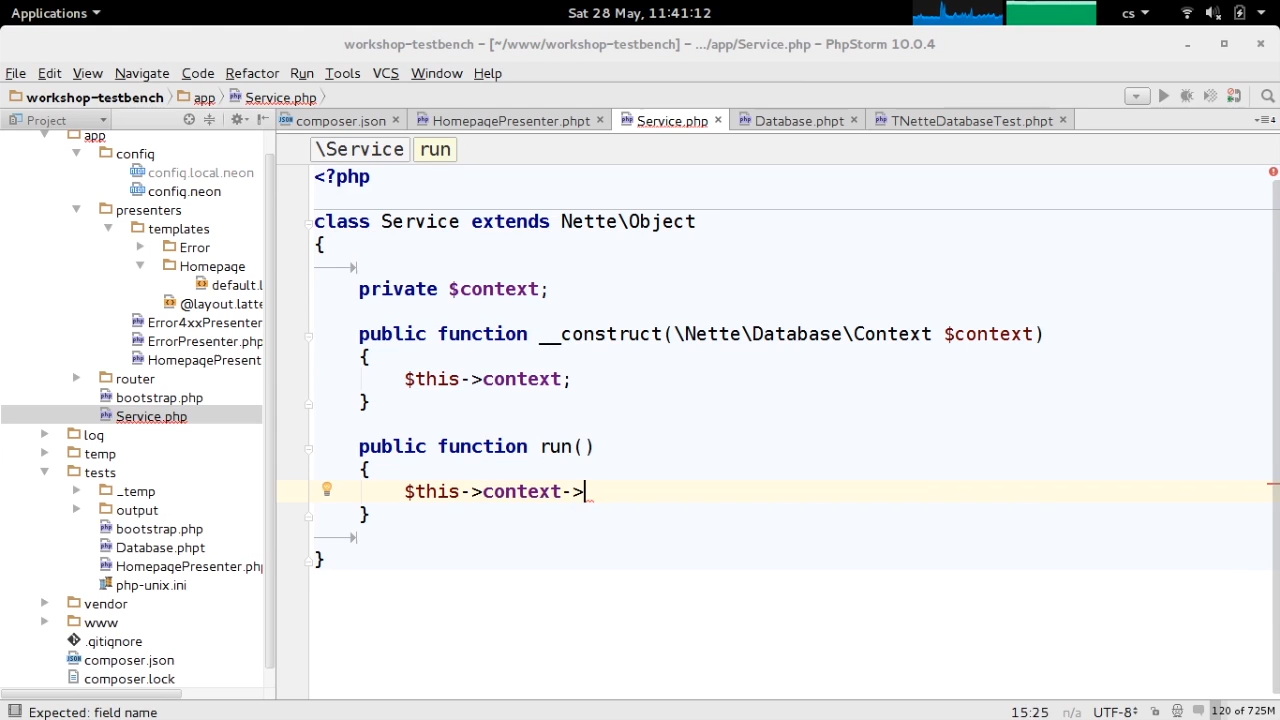 Applications
Sat 28 May, 11:41:12
cs
workshop-testbench – [~/www/workshop-testbench] – .../app/Service.php – PhpStorm 10.0.4
File Edit View Navigate Code Refactor Run Tools VCS Window Help
workshop-testbench app Service.php
Project
composer.json HomepagePresenter.phpt Service.php Database.phpt TNetteDatabaseTest.phpt
app
config
config.local.neon
config.neon
presenters
templates
Error
Homepage
default.l
@layout.latte
Error4xxPresenter
ErrorPresenter.php
HomepagePresent
router
bootstrap.php
Service.php
log
temp
tests
_temp
output
bootstrap.php
Database.phpt
HomepagePresenter.php
php-unix.ini
vendor
www
.gitignore
composer.json
composer.lock
\Service run
<?php
class Service extends Nette\Object
{
private $context;
public function __construct(\Nette\Database\Context $context)
{
$this->context;
}
public function run()
{
$this->context->
}
}
Expected: field name
15:25 n/a UTF-8 120 of 725M